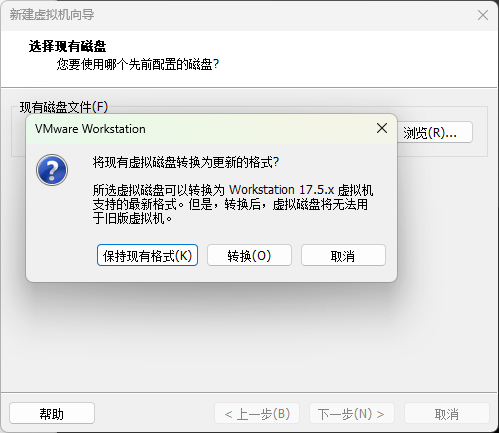 新建虚拟机向导
选择现有磁盘
您要使用哪个先前配置的磁盘?
现有磁盘文件(F)
浏览(R)...
VMware Workstation
将现有虚拟磁盘转换为更新的格式?
所选虚拟磁盘可以转换为 Workstation 17.5.x 虚拟机
支持的最新格式。但是，转换后，虚拟磁盘将无法用
于旧版虚拟机。
保持现有格式(K)
转换(O)
取消
帮助
< 上一步(B)
下一步(N) >
取消